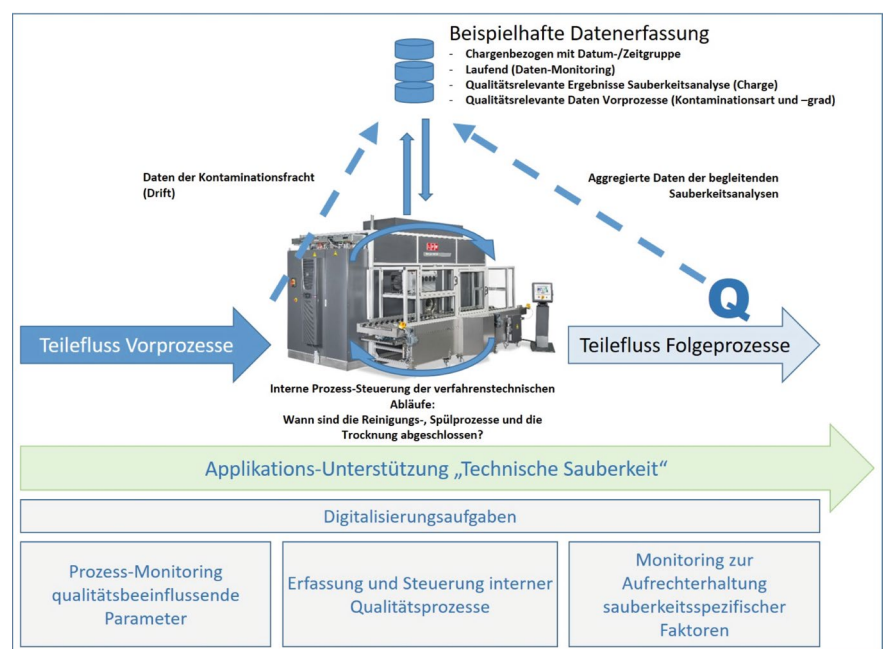 Beispielhafte Datenerfassung
- Chargenbezogen mit Datum-/Zeitgruppe
- Laufend (Daten-Monitoring)
- Qualitätsrelevante Ergebnisse Sauberkeitsanalyse (Charge)
- Qualitätsrelevante Daten Vorprozesse (Kontaminationsart und –grad)
Daten der Kontaminationsfracht
(Drift)
Aggregierte Daten der begleitenden
Sauberkeitsanalysen
Q
Teilefluss Vorprozesse
Teilefluss Folgeprozesse
Interne Prozess-Steuerung der verfahrenstechnischen
Abläufe:
Wann sind die Reinigungs-, Spülprozesse und die
Trocknung abgeschlossen?
Applikations-Unterstützung „Technische Sauberkeit“
Digitalisierungsaufgaben
Prozess-Monitoring
qualitätsbeeinflussende
Parameter
Erfassung und Steuerung interner
Qualitätsprozesse
Monitoring zur
Aufrechterhaltung
sauberkeitsspezifischer
Faktoren